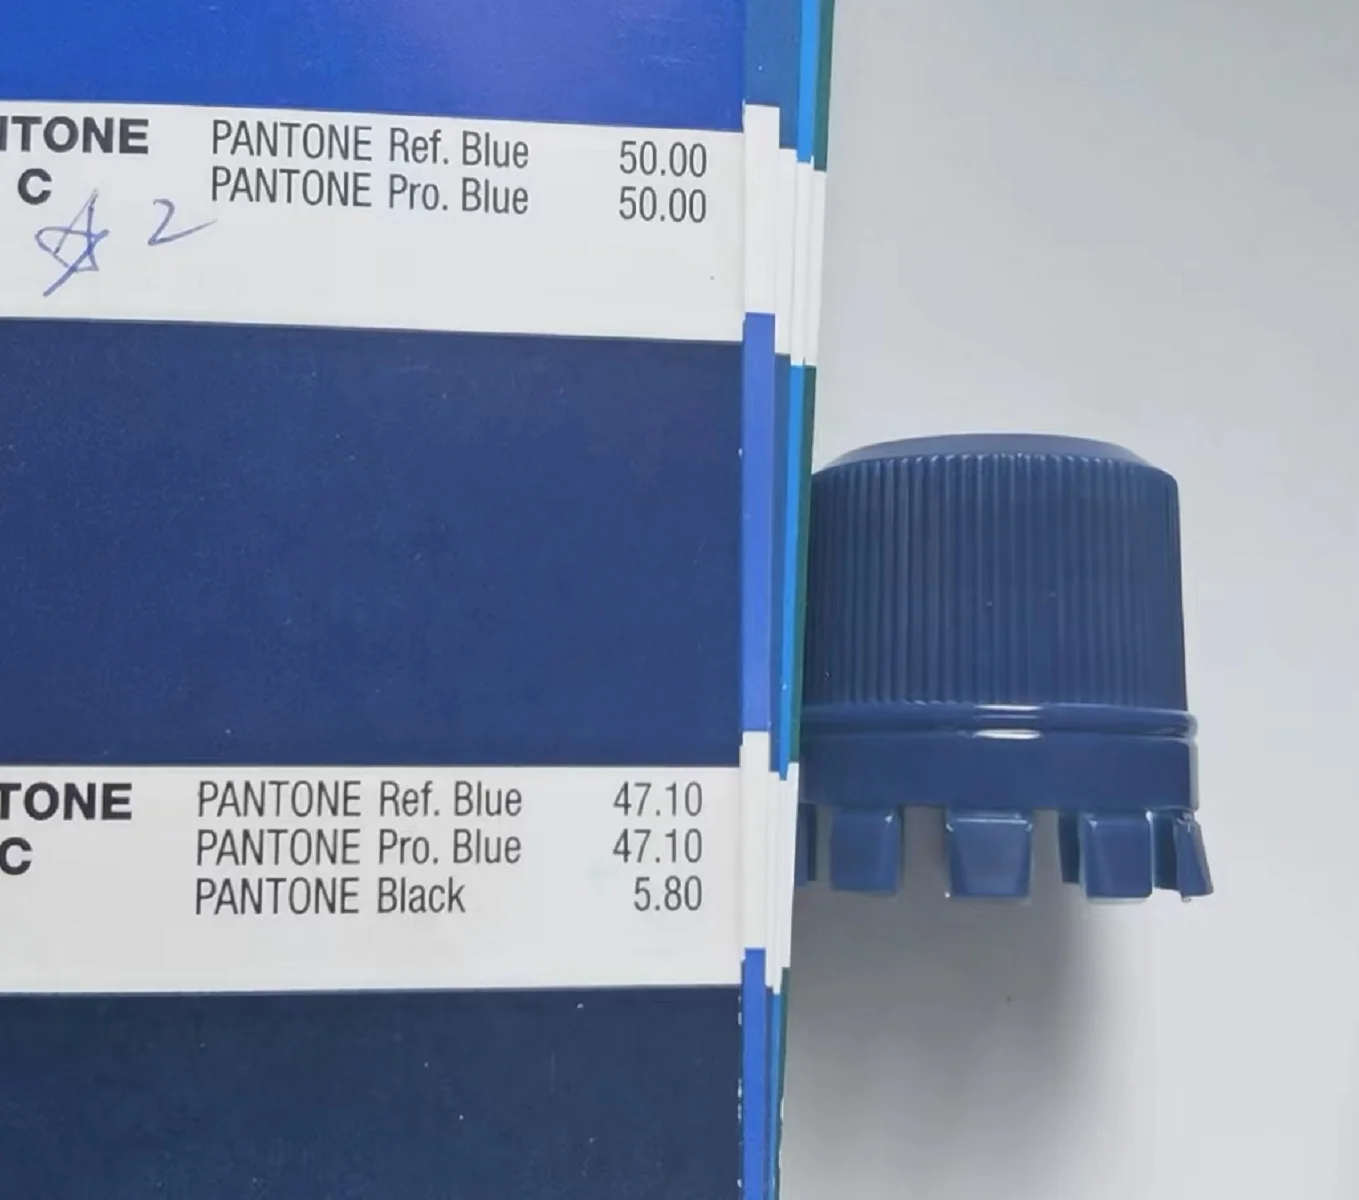 NTONE PANTONE Ref. Blue 50.00
C PANTONE Pro. Blue 50.00
2
TONE PANTONE Ref. Blue 47.10
C PANTONE Pro. Blue 47.10
PANTONE Black 5.80